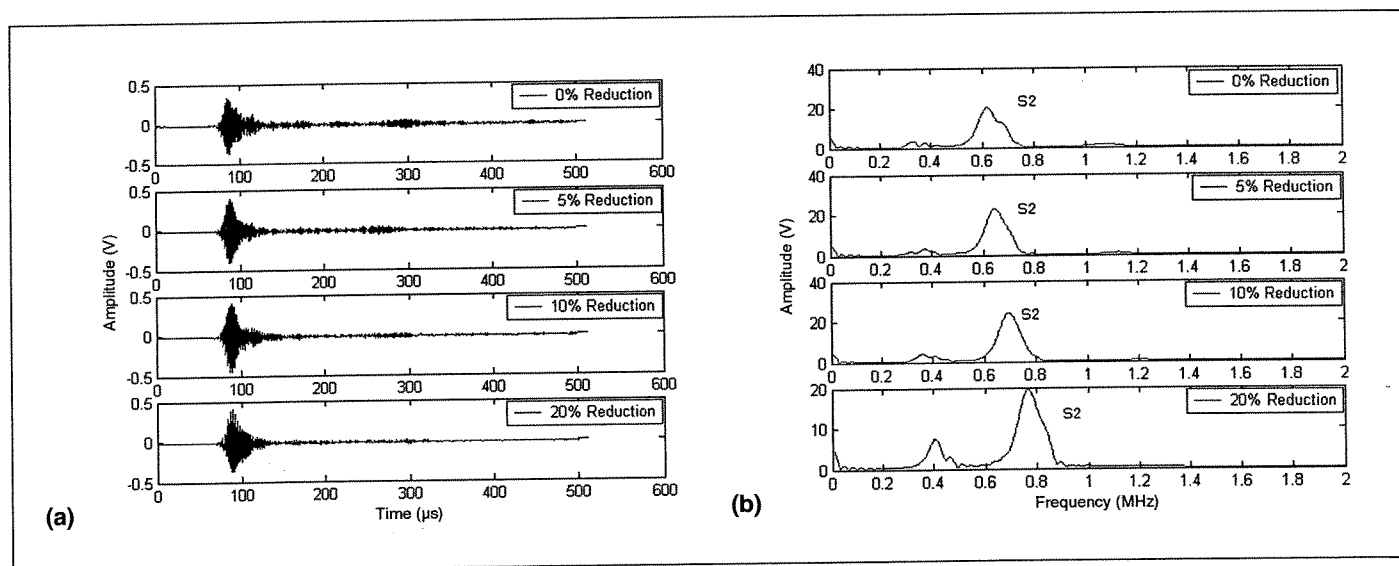 0.5
0
-0.5
0% Reduction
0 100 200 300 400 500 600
0.5
0
-0.5
5% Reduction
0 100 200 300 400 500 600
0.5
0
-0.5
10% Reduction
0 100 200 300 400 500 600
0.5
0
-0.5
20% Reduction
0 100 200 300 400 500 600
Amplitude (V)
Time (µs)
(a)
40
20
0
0% Reduction
S2
0 0.2 0.4 0.6 0.8 1 1.2 1.4 1.6 1.8 2
40
20
0
5% Reduction
S2
0 0.2 0.4 0.6 0.8 1 1.2 1.4 1.6 1.8 2
40
20
0
10% Reduction
S2
0 0.2 0.4 0.6 0.8 1 1.2 1.4 1.6 1.8 2
20
10
0
20% Reduction
S2
0 0.2 0.4 0.6 0.8 1 1.2 1.4 1.6 1.8 2
Amplitude (V)
Frequency (MHz)
(b)